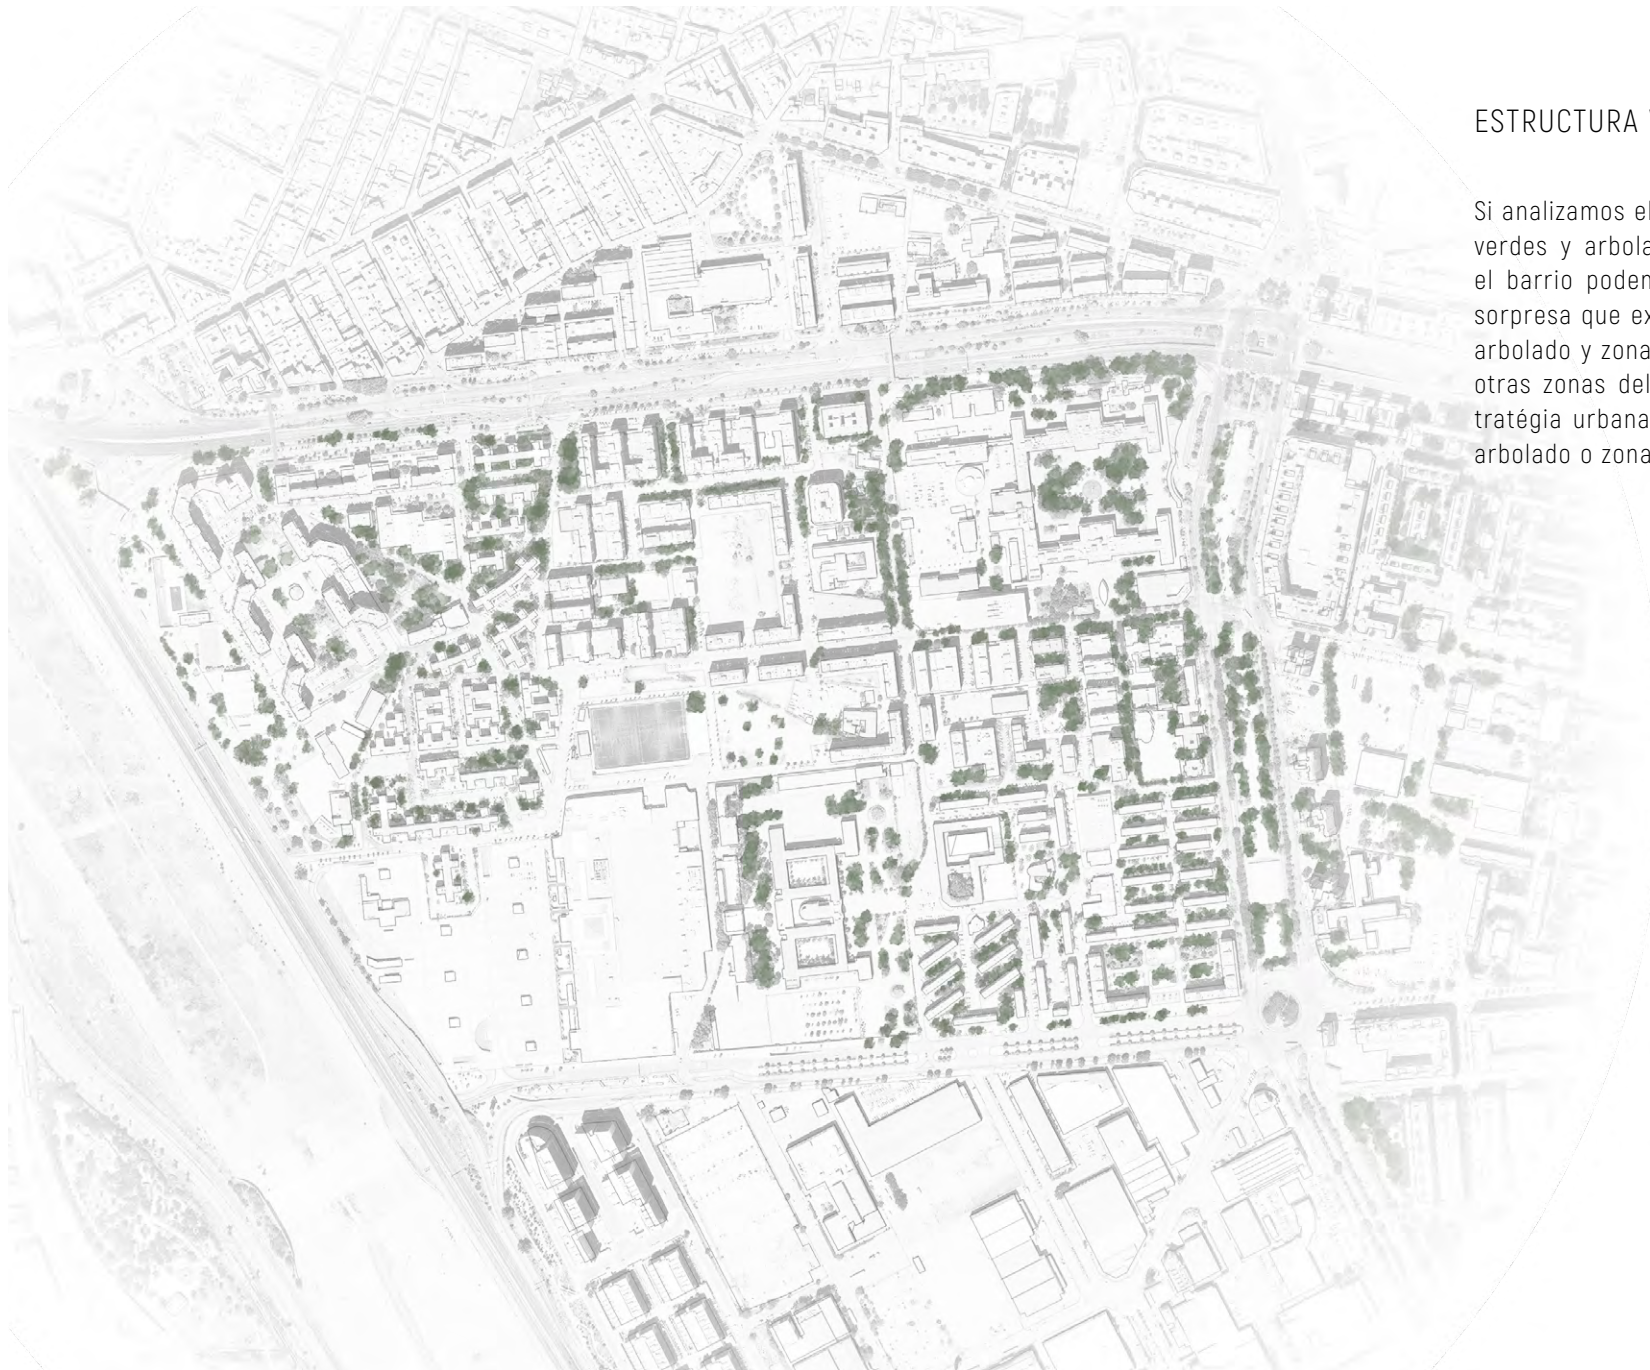 ESTRUCTURA
Si analizamos el
verdes y arbola
el barrio poden
sorpresa que ex
arbolado y zona
otras zonas del
tratégia urbana
arbolado o zona